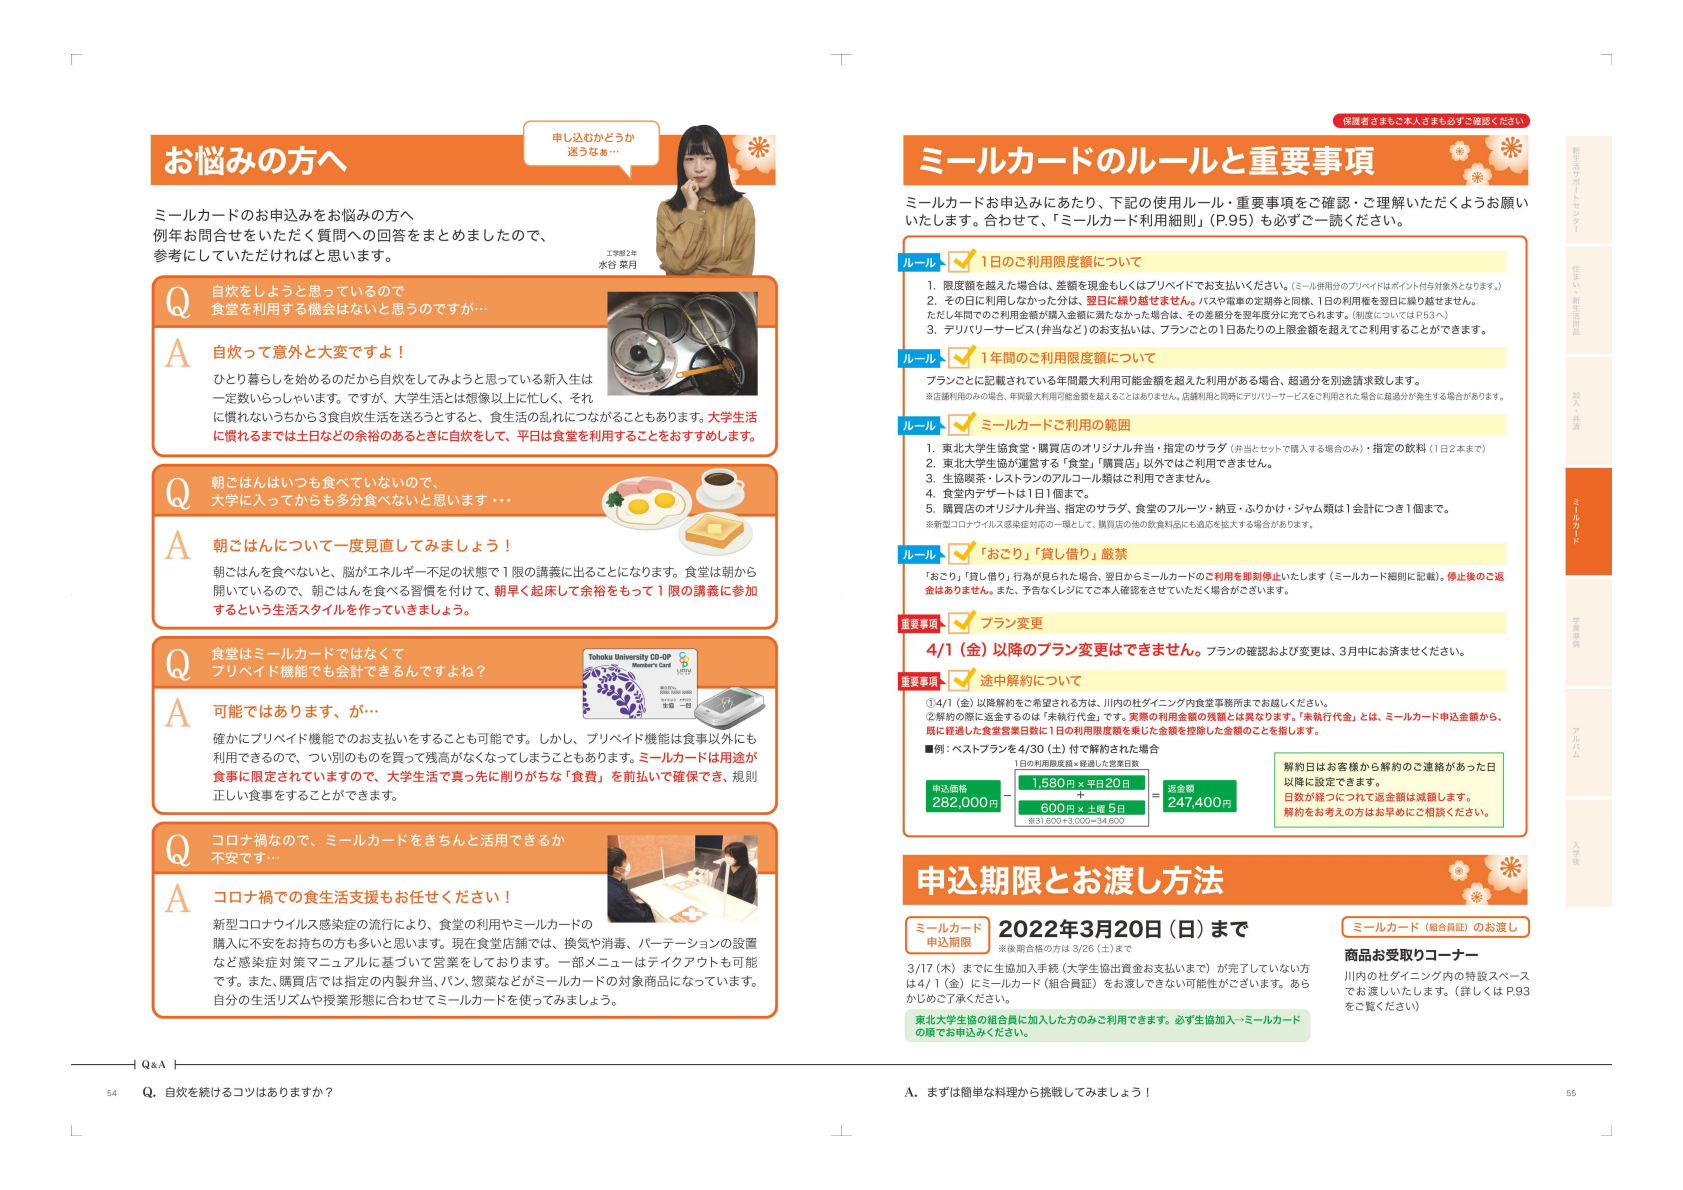 お悩みの方へ
申し込むかどうか
迷うなぁ…
ミールカードのお申込みをお悩みの方へ
例年お問合せをいただく質問への回答をまとめましたので、
参考にしていただければと思います。
工学部2年
水谷 菜月
Q 自炊をしようと思っているので
食堂を利用する機会はないと思うのですが…
A 自炊って意外と大変ですよ！
ひとり暮らしを始めるのだから自炊をしてみようと思っている新入生は
一定数いらっしゃいます。ですが、大学生活とは想像以上に忙しく、それ
に慣れないうちから3食自炊生活を送ろうとすると、食生活の乱れにつながることもあります。大学生活
に慣れるまでは土日などの余裕のあるときに自炊をして、平日は食堂を利用することをおすすめします。
Q 朝ごはんはいつも食べていないので、
大学に入ってからも多分食べないと思います・・・
A 朝ごはんについて一度見直してみましょう！
朝ごはんを食べないと、脳がエネルギー不足の状態で1限の講義に出ることになります。食堂は朝から
開いているので、朝ごはんを食べる習慣を付けて、朝早く起床して余裕をもって1限の講義に参加
するという生活スタイルを作っていきましょう。
Q 食堂はミールカードではなくて
プリペイド機能でも会計できるんですよね？
Tohoku University CO-OP
Member's Card
生協 一郎
A 可能ではあります、が…
確かにプリペイド機能でのお支払いをすることも可能です。しかし、プリペイド機能は食事以外にも
利用できるので、つい別のものを買って残高がなくなってしまうこともあります。ミールカードは用途が
食事に限定されていますので、大学生活で真っ先に削りがちな「食費」を前払いで確保でき、規則
正しい食事をすることができます。
Q コロナ禍なので、ミールカードをきちんと活用できるか
不安です…
A コロナ禍での食生活支援もお任せください！
新型コロナウイルス感染症の流行により、食堂の利用やミールカードの
購入に不安をお持ちの方も多いと思います。現在食堂店舗では、換気や消毒、パーテーションの設置
など感染症対策マニュアルに基づいて営業をしております。一部メニューはテイクアウトも可能
です。また、購買店では指定の内製弁当、パン、惣菜などがミールカードの対象商品になっています。
自分の生活リズムや授業形態に合わせてミールカードを使ってみましょう。
Q&A
54 Q. 自炊を続けるコツはありますか？
保護者さまもご本人さまも必ずご確認ください
ミールカードのルールと重要事項
ミールカードお申込みにあたり、下記の使用ルール・重要事項をご確認・ご理解いただくようお願い
いたします。合わせて、「ミールカード利用細則」（P.95）も必ずご一読ください。
ルール 1日のご利用限度額について
1. 限度額を越えた場合は、差額を現金もしくはプリペイドでお支払いください。（ミール併用分のプリペイドはポイント付与対象外となります。）
2. その日に利用しなかった分は、翌日に繰り越せません。バスや電車の定期券と同様、1日の利用権を翌日に繰り越せません。
ただし年間でのご利用金額が購入金額に満たなかった場合は、その差額分を翌年度分に充てられます。（制度についてはP.53へ）
3. デリバリーサービス（弁当など）のお支払いは、プランごとの1日あたりの上限金額を超えてご利用することができます。
ルール 1年間のご利用限度額について
プランごとに記載されている年間最大利用可能金額を超えた利用がある場合、超過分を別途請求致します。
※店舗利用のみの場合、年間最大利用可能金額を超えることはありません。店舗利用と同時にデリバリーサービスをご利用された場合に超過分が発生する場合があります。
ルール ミールカードご利用の範囲
1. 東北大学生協食堂・購買店のオリジナル弁当・指定のサラダ（弁当とセットで購入する場合のみ）・指定の飲料（1日2本まで）
2. 東北大学生協が運営する「食堂」「購買店」以外ではご利用できません。
3. 生協喫茶・レストランのアルコール類はご利用できません。
4. 食堂内デザートは1日1個まで。
5. 購買店のオリジナル弁当、指定のサラダ、食堂のフルーツ・納豆・ふりかけ・ジャム類は1会計につき1個まで。
※新型コロナウイルス感染症対応の一環として、購買店の他の飲食料品にも適応を拡大する場合があります。
ルール 「おごり」「貸し借り」厳禁
「おごり」「貸し借り」行為が見られた場合、翌日からミールカードのご利用を即刻停止いたします（ミールカード細則に記載）。停止後のご返
金はありません。また、予告なくレジにてご本人確認をさせていただく場合がございます。
重要事項 プラン変更
4/1（金）以降のプラン変更はできません。プランの確認および変更は、3月中にお済ませください。
重要事項 途中解約について
①4/1（金）以降解約をご希望される方は、川内の杜ダイニング内食堂事務所までお越しください。
②解約の際に返金するのは「未執行代金」です。実際の利用金額の残額とは異なります。「未執行代金」とは、ミールカード申込金額から、
既に経過した食堂営業日数に1日の利用限度額を乗じた金額を控除した金額のことを指します。
■例：ベストプランを4/30（土）付で解約された場合
1日の利用限度額×経過した営業日数
申込価格
282,000円
－
1,580円×平日20日
＋
600円×土曜 5日
※31,600+3,000=34,600
＝
返金額
247,400円
解約日はお客様から解約のご連絡があった日
以降に設定できます。
日数が経つにつれて返金額は減額します。
解約をお考えの方はお早めにご相談ください。
申込期限とお渡し方法
ミールカード
申込期限
2022年3月20日（日）まで
※後期合格の方は 3/26（土）まで
3/17（木）までに生協加入手続（大学生協出資金お支払いまで）が完了していない方
は4/1（金）にミールカード（組合員証）をお渡しできない可能性がございます。あら
かじめご了承ください。
東北大学生協の組合員に加入した方のみご利用できます。必ず生協加入→ミールカード
の順でお申込みください。
ミールカード（組合員証）のお渡し
商品お受取りコーナー
川内の杜ダイニング内の特設スペース
でお渡しいたします。（詳しくは P.93
をご覧ください）
新生活サポートセンター
住まい・新生活用品
加入・共済
ミールカード
学業準備
アルバム
入学後
A. まずは簡単な料理から挑戦してみましょう！
55